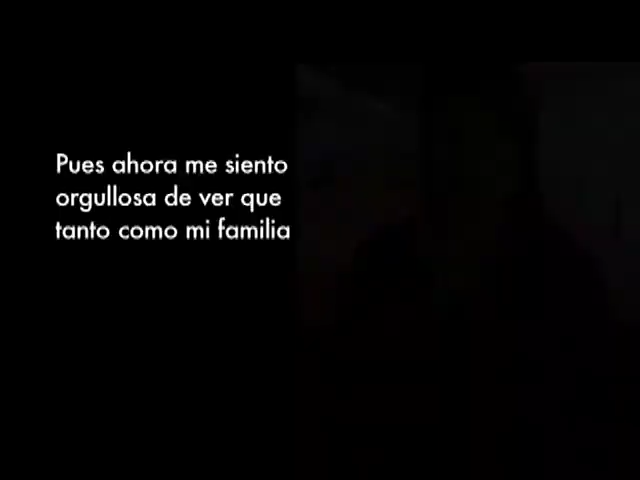 Pues ahora me siento
orgullosa de ver que
tanto como mi familia